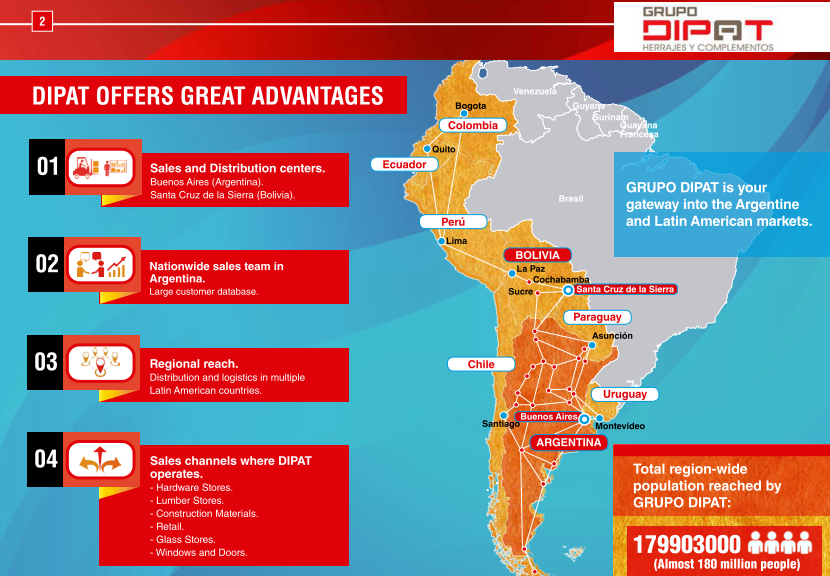 2
GRUPO
DIPAT
HERRAJES Y COMPLEMENTOS
DIPAT OFFERS GREAT ADVANTAGES
01
Sales and Distribution centers.
Buenos Aires (Argentina).
Santa Cruz de la Sierra (Bolivia).
02
Nationwide sales team in
Argentina.
Large customer database.
03
Regional reach.
Distribution and logistics in multiple
Latin American countries.
04
Sales channels where DIPAT
operates.
- Hardware Stores.
- Lumber Stores.
- Construction Materials.
- Retail.
- Glass Stores.
- Windows and Doors.
Venezuela
Guyana
Surinam
Guayana
Francesa
Bogota
Colombia
Quito
Ecuador
Brasil
Perú
Lima
BOLIVIA
La Paz
Cochabamba
Sucre
Santa Cruz de la Sierra
Paraguay
Asunción
Chile
Uruguay
Santiago
Buenos Aires
Montevideo
ARGENTINA
GRUPO DIPAT is your
gateway into the Argentine
and Latin American markets.
Total region-wide
population reached by
GRUPO DIPAT:
179903000
(Almost 180 million people)